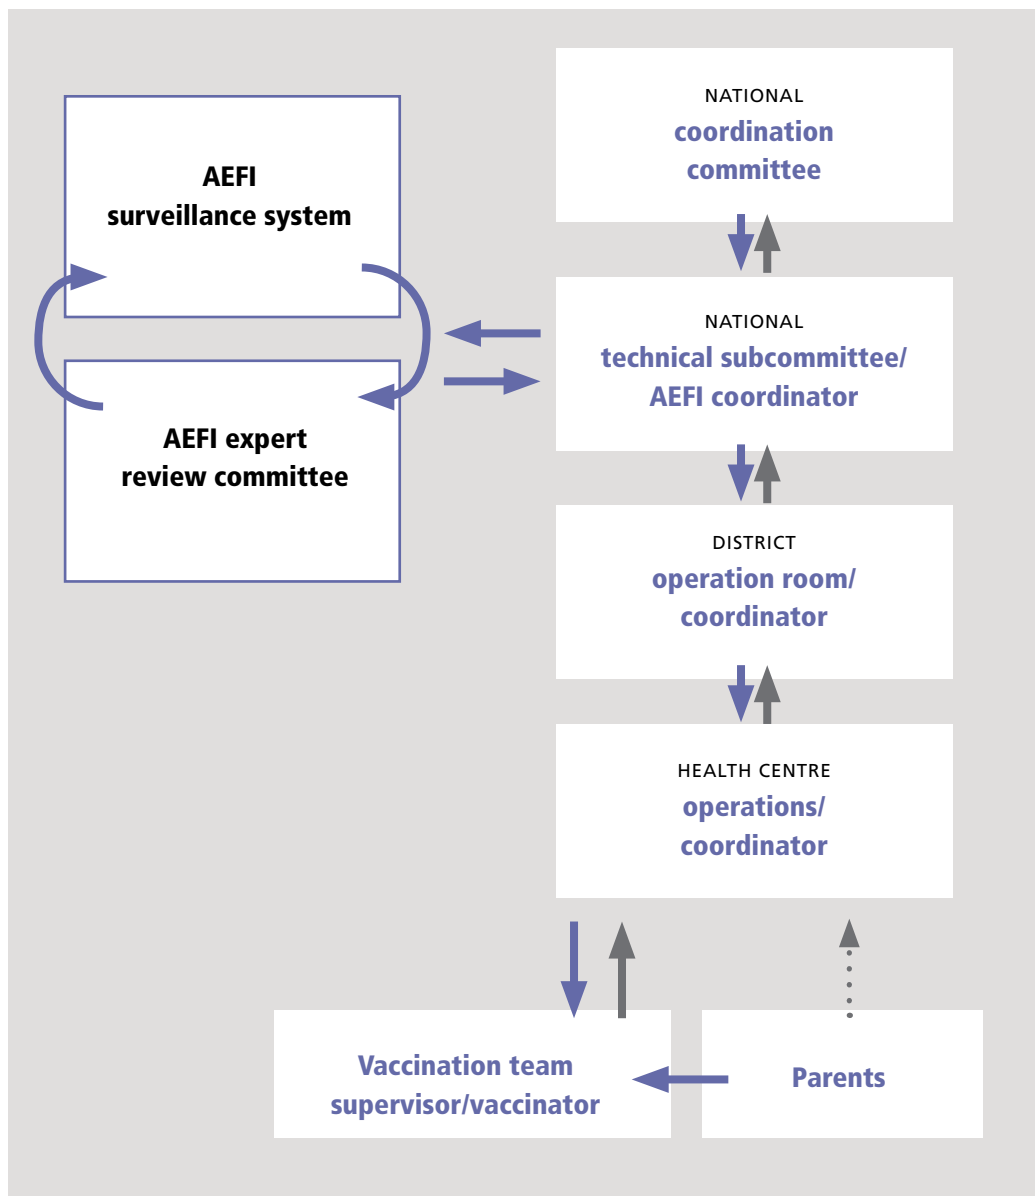 AEFI
surveillance system
AEFI expert
review committee
NATIONAL
coordination
committee
NATIONAL
technical subcommittee/
AEFI coordinator
DISTRICT
operation room/
coordinator
HEALTH CENTRE
operations/
coordinator
Vaccination team
supervisor/vaccinator
Parents